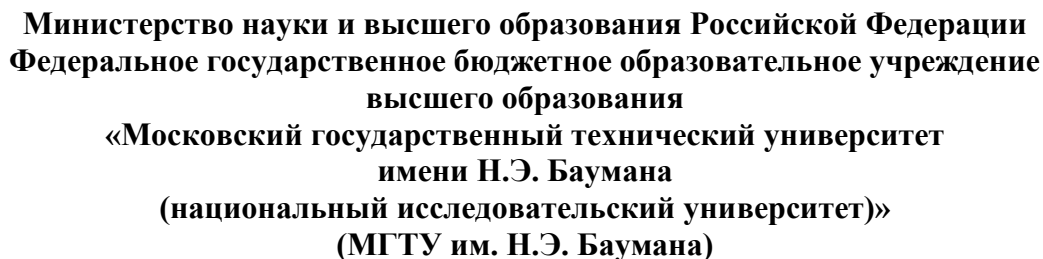 Министерство науки и высшего образования Российской Федерации
Федеральное государственное бюджетное образовательное учреждение
высшего образования
«Московский государственный технический университет
имени Н.Э. Баумана
(национальный исследовательский университет)»
(МГТУ им. Н.Э. Баумана)